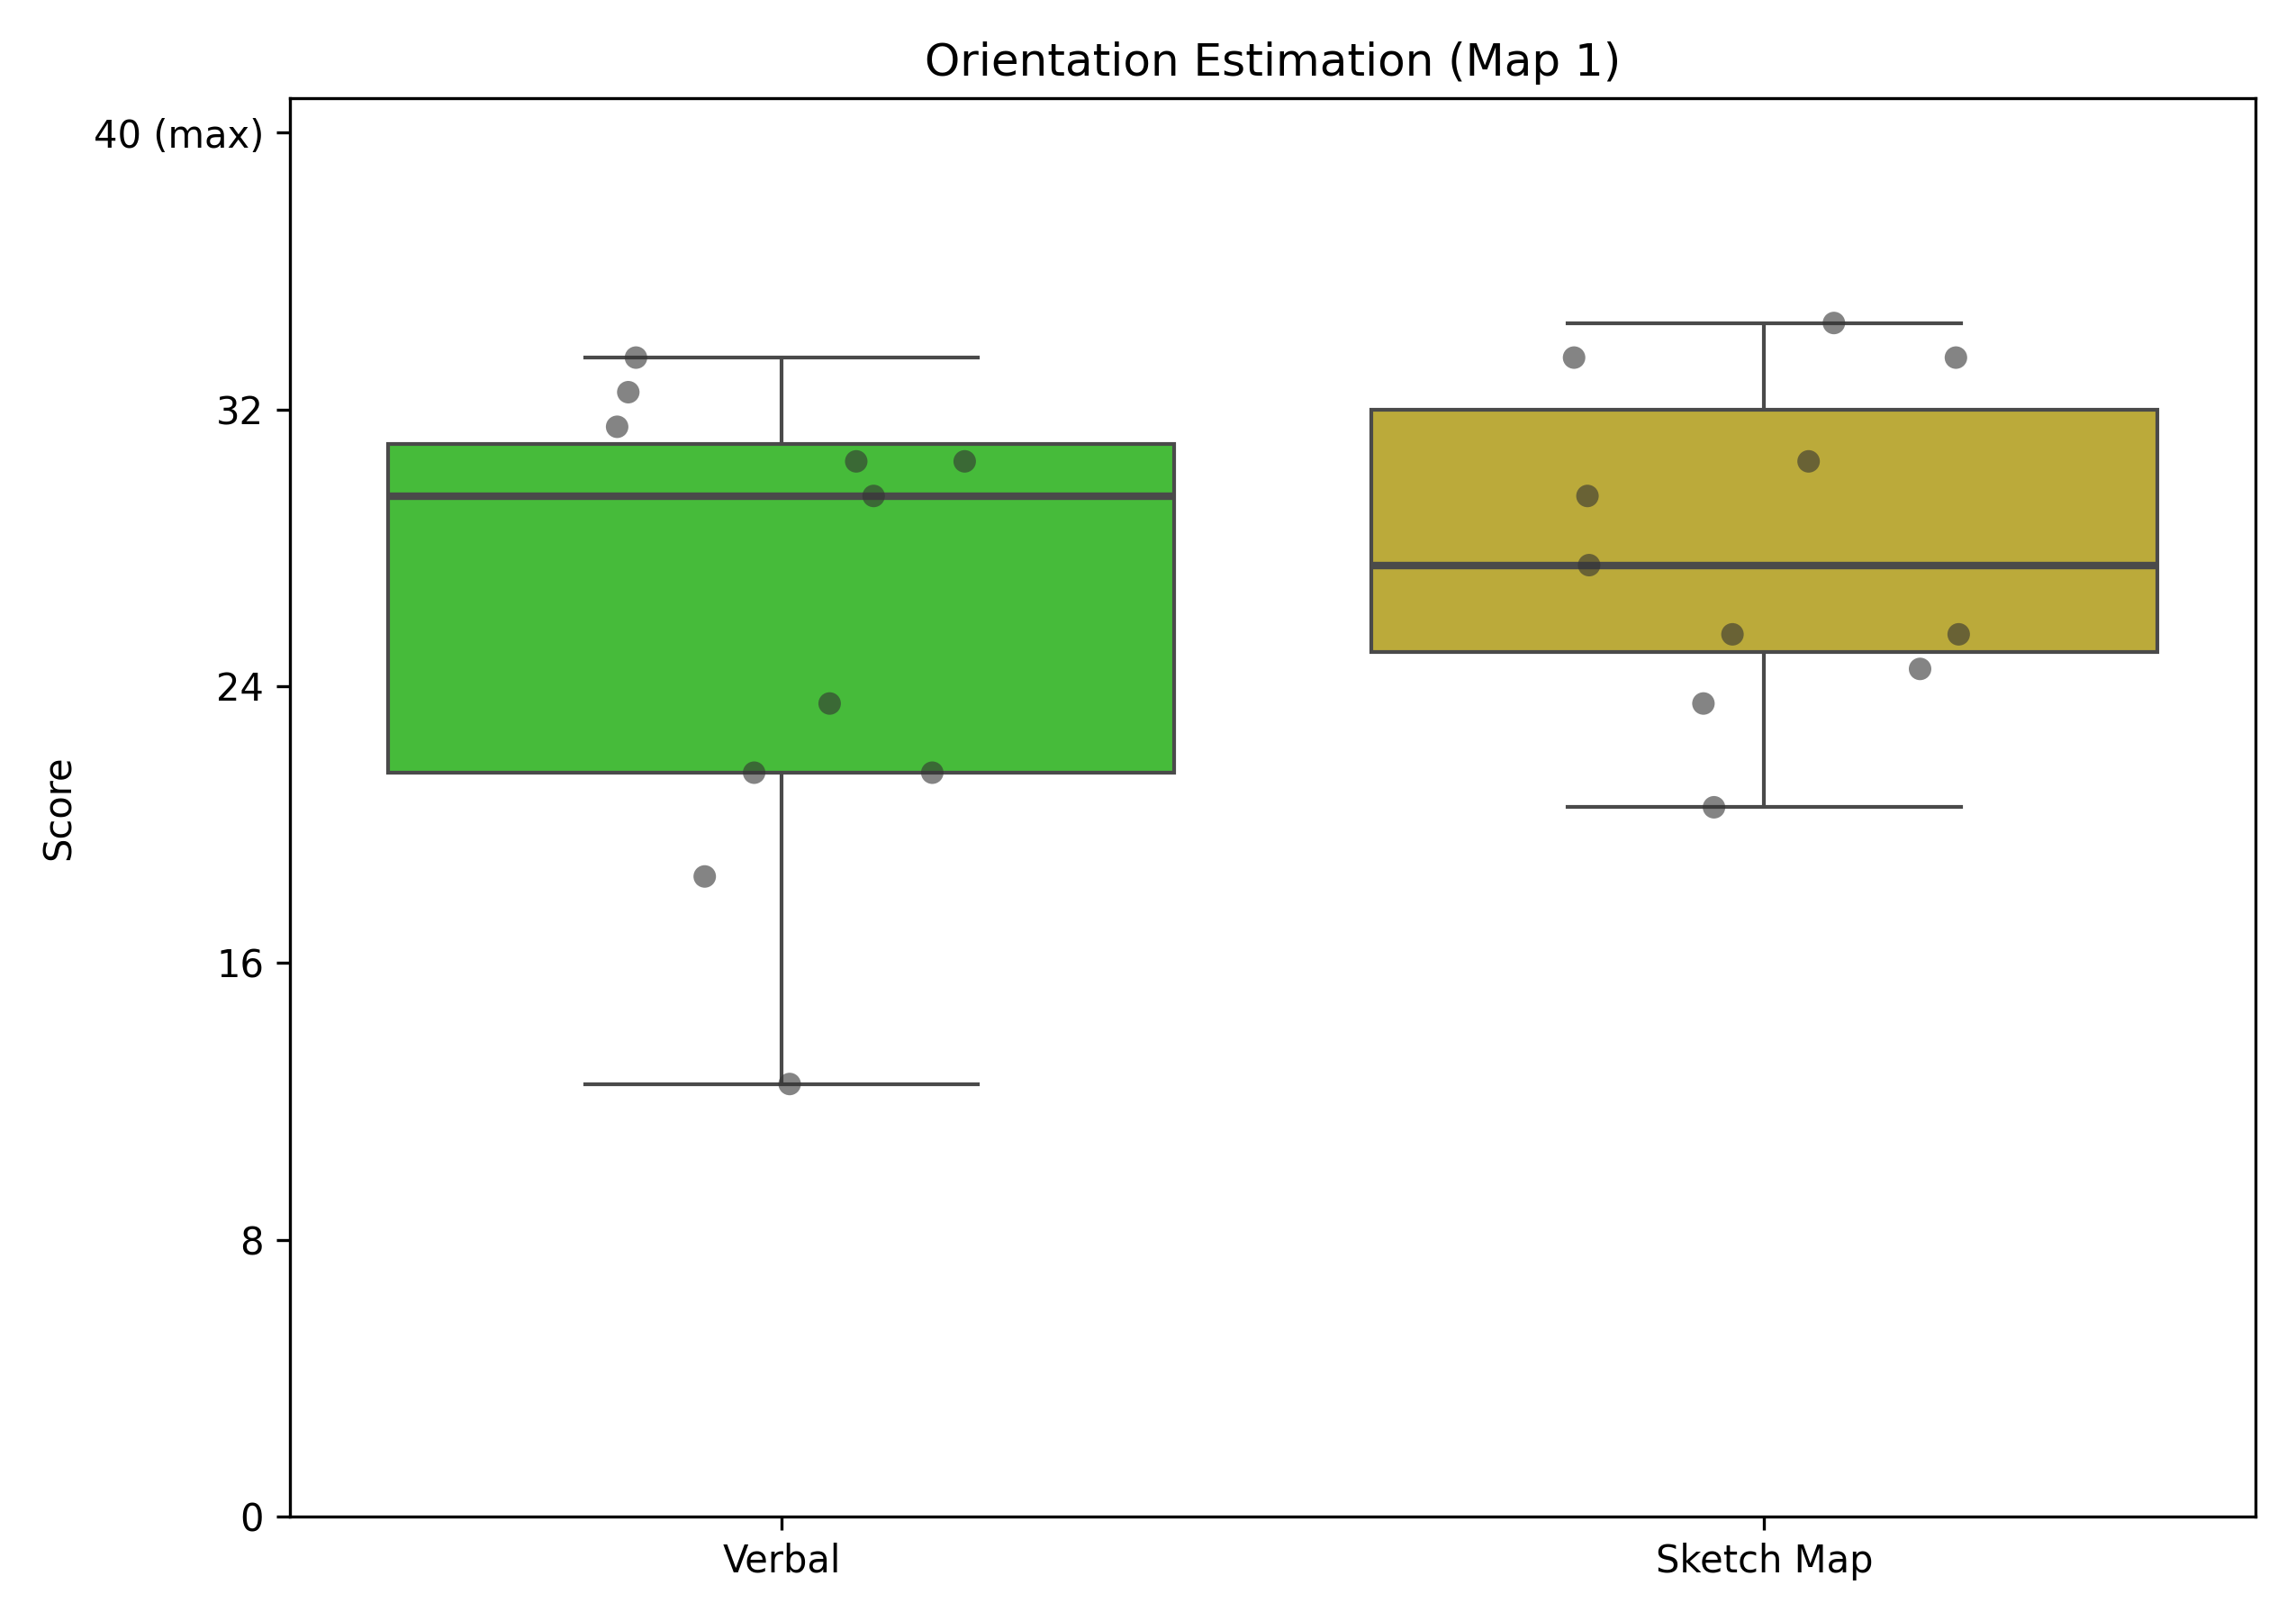 Orientation Estimation (Map 1)
40 (max)
32
24
16
8
0
Score
Verbal
Sketch Map